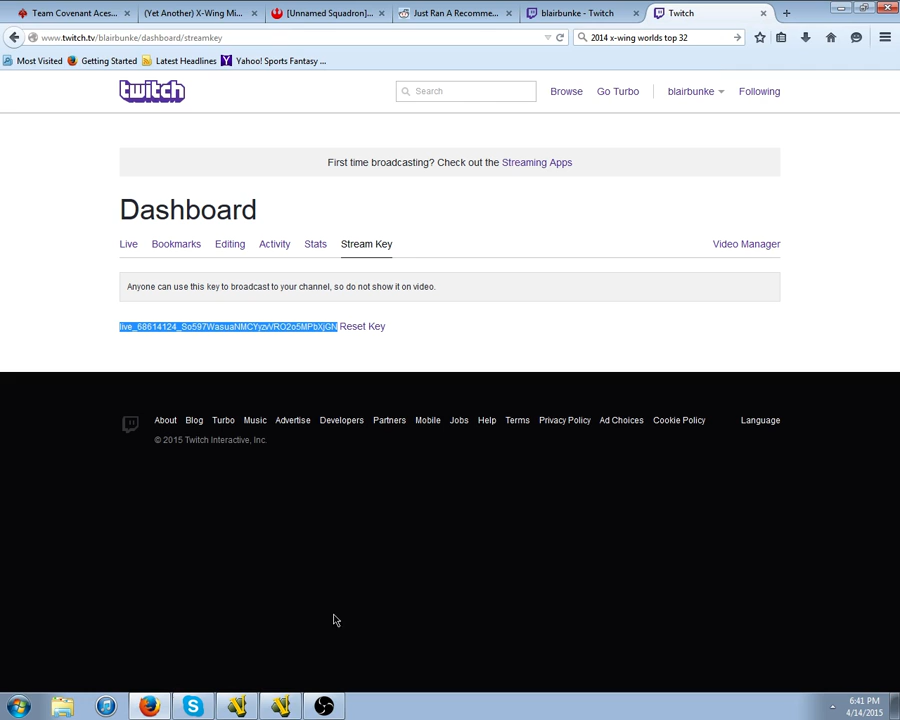 Team Covenant Aces...
(Yet Another) X-Wing Mi...
[Unnamed Squadron]...
Just Ran A Recomme...
blairbunke - Twitch
Twitch
www.twitch.tv/blairbunke/dashboard/streamkey
2014 x-wing worlds top 32
Most Visited
Getting Started
Latest Headlines
Yahoo! Sports Fantasy ...
twitch
Search
Browse
Go Turbo
blairbunke
Following
First time broadcasting? Check out the Streaming Apps
Dashboard
Live
Bookmarks
Editing
Activity
Stats
Stream Key
Video Manager
Anyone can use this key to broadcast to your channel, so do not show it on video.
Reset Key
About
Blog
Turbo
Music
Advertise
Developers
Partners
Mobile
Jobs
Help
Terms
Privacy Policy
Ad Choices
Cookie Policy
Language
© 2015 Twitch Interactive, Inc.
6:41 PM
4/14/2015